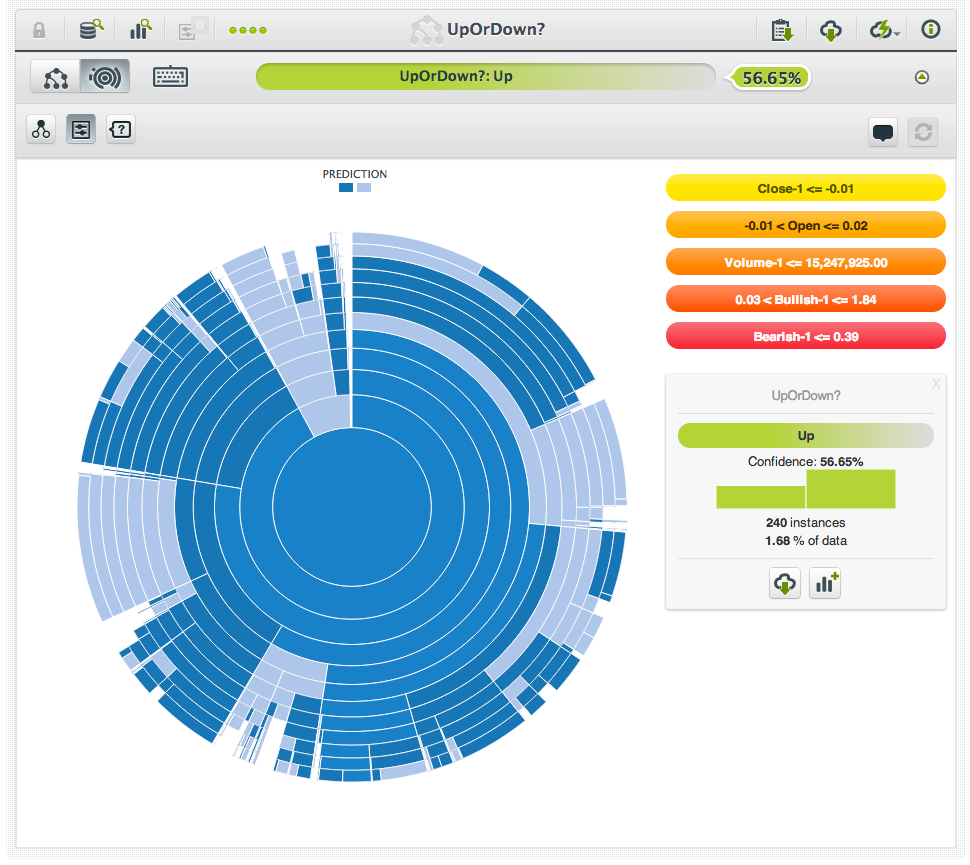 0
UpOrDown?
UpOrDown?: Up
56.65%
?
PREDICTION
Close-1 <= -0.01
-0.01 < Open <= 0.02
Volume-1 <= 15,247,925.00
0.03 < Bullish-1 <= 1.84
Bearish-1 <= 0.39
X
UpOrDown?
Up
Confidence: 56.65%
240 instances
1.68 % of data